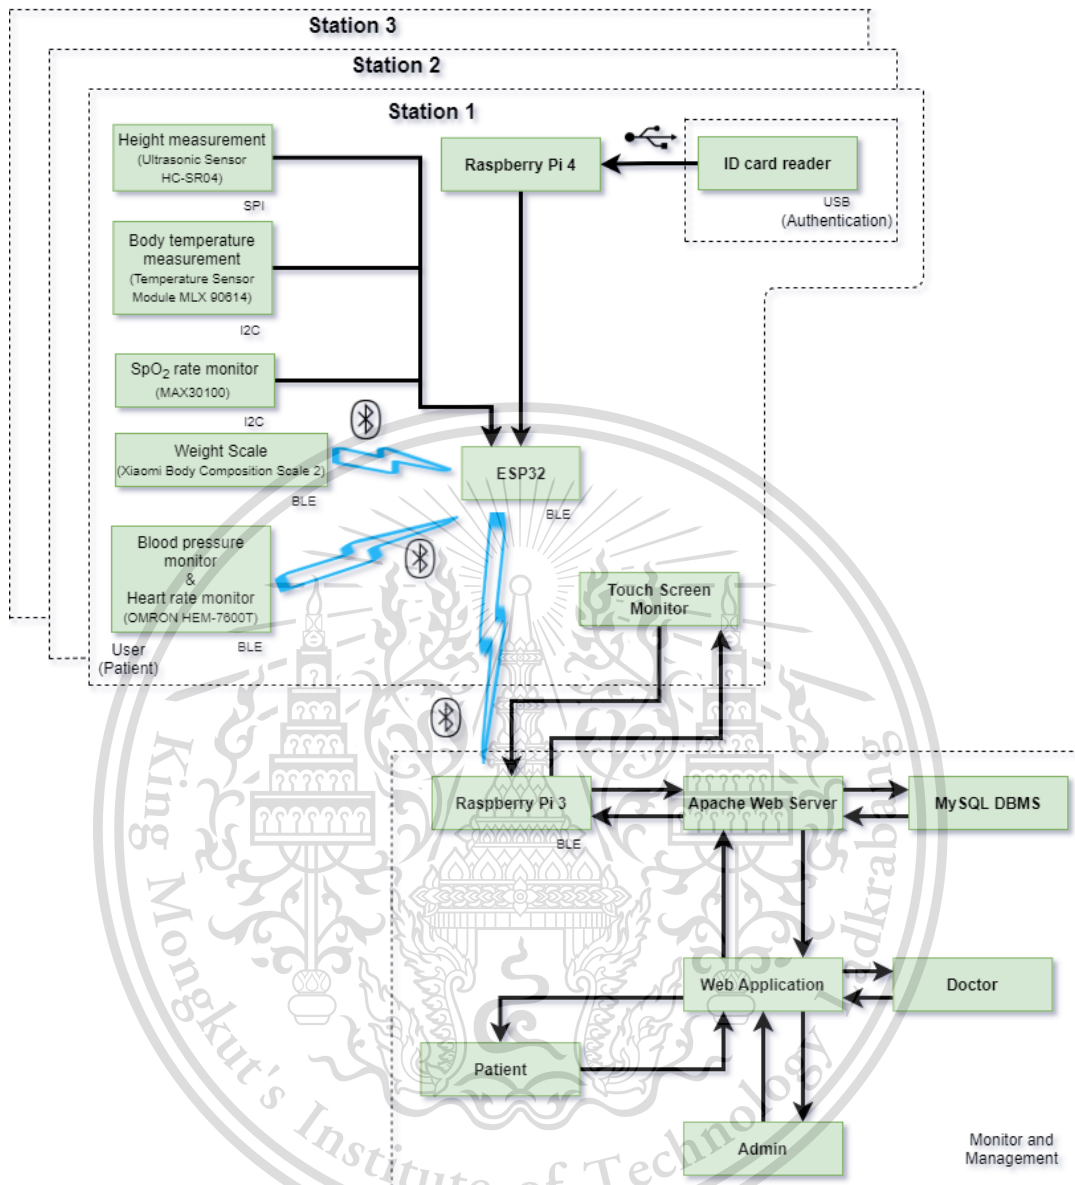 Station 3
Station 2
Station 1
Height measurement
(Ultrasonic Sensor
HC-SR04)
SPI
Raspberry Pi 4
ID card reader
USB
(Authentication)
Body temperature
measurement
(Temperature Sensor
Module MLX 90614)
I2C
SpO2 rate monitor
(MAX30100)
I2C
Weight Scale
(Xiaomi Body Composition Scale 2)
BLE
ESP32
BLE
Blood pressure
monitor
&
Heart rate monitor
(OMRON HEM-7600T)
BLE
User
(Patient)
Touch Screen
Monitor
Raspberry Pi 3
BLE
Apache Web Server
MySQL DBMS
Web Application
Doctor
Patient
Admin
Monitor and
Management
King Mongkut's Institute of Technology Ladkrabang